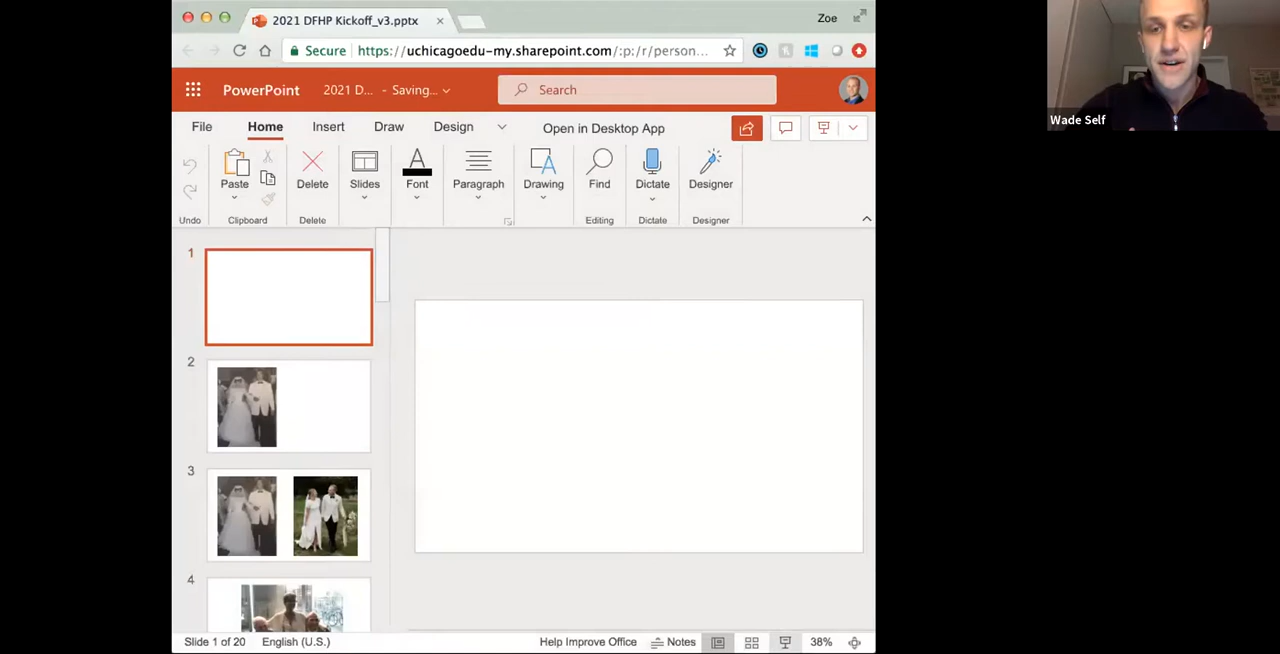 2021 DFHP Kickoff_v3.pptx
Zoe
Secure https://uchicagoedu-my.sharepoint.com/:p:/r/person...
PowerPoint 2021 D... - Saving... Search
File Home Insert Draw Design Open in Desktop App
Paste Delete Slides Font Paragraph Drawing Find Dictate Designer
Undo Clipboard Delete Editing Dictate Designer
1
2
3
4
Slide 1 of 20 English (U.S.) Help Improve Office Notes 38%
Wade Self